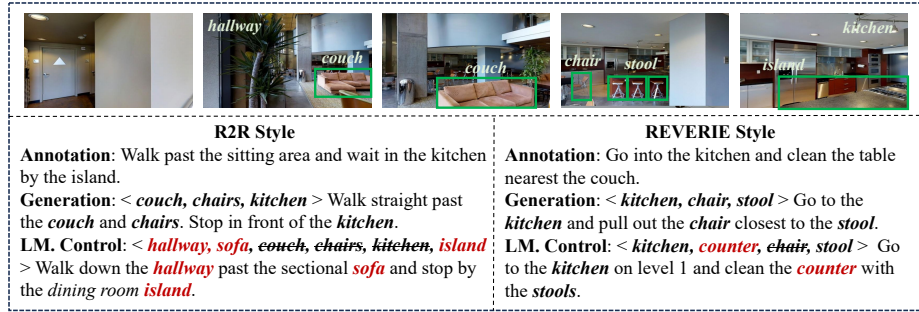 hallway
couch
couch
chair
stool
kitchen
island
R2R Style
Annotation: Walk past the sitting area and wait in the kitchen
by the island.
Generation: < couch, chairs, kitchen > Walk straight past
the couch and chairs. Stop in front of the kitchen.
LM. Control: < hallway, sofa, couch, chairs, kitchen, island
> Walk down the hallway past the sectional sofa and stop by
the dining room island.
REVERIE Style
Annotation: Go into the kitchen and clean the table
nearest the couch.
Generation: < kitchen, chair, stool > Go to the
kitchen and pull out the chair closest to the stool.
LM. Control: < kitchen, counter, chair, stool > Go
to the kitchen on level 1 and clean the counter with
the stools.